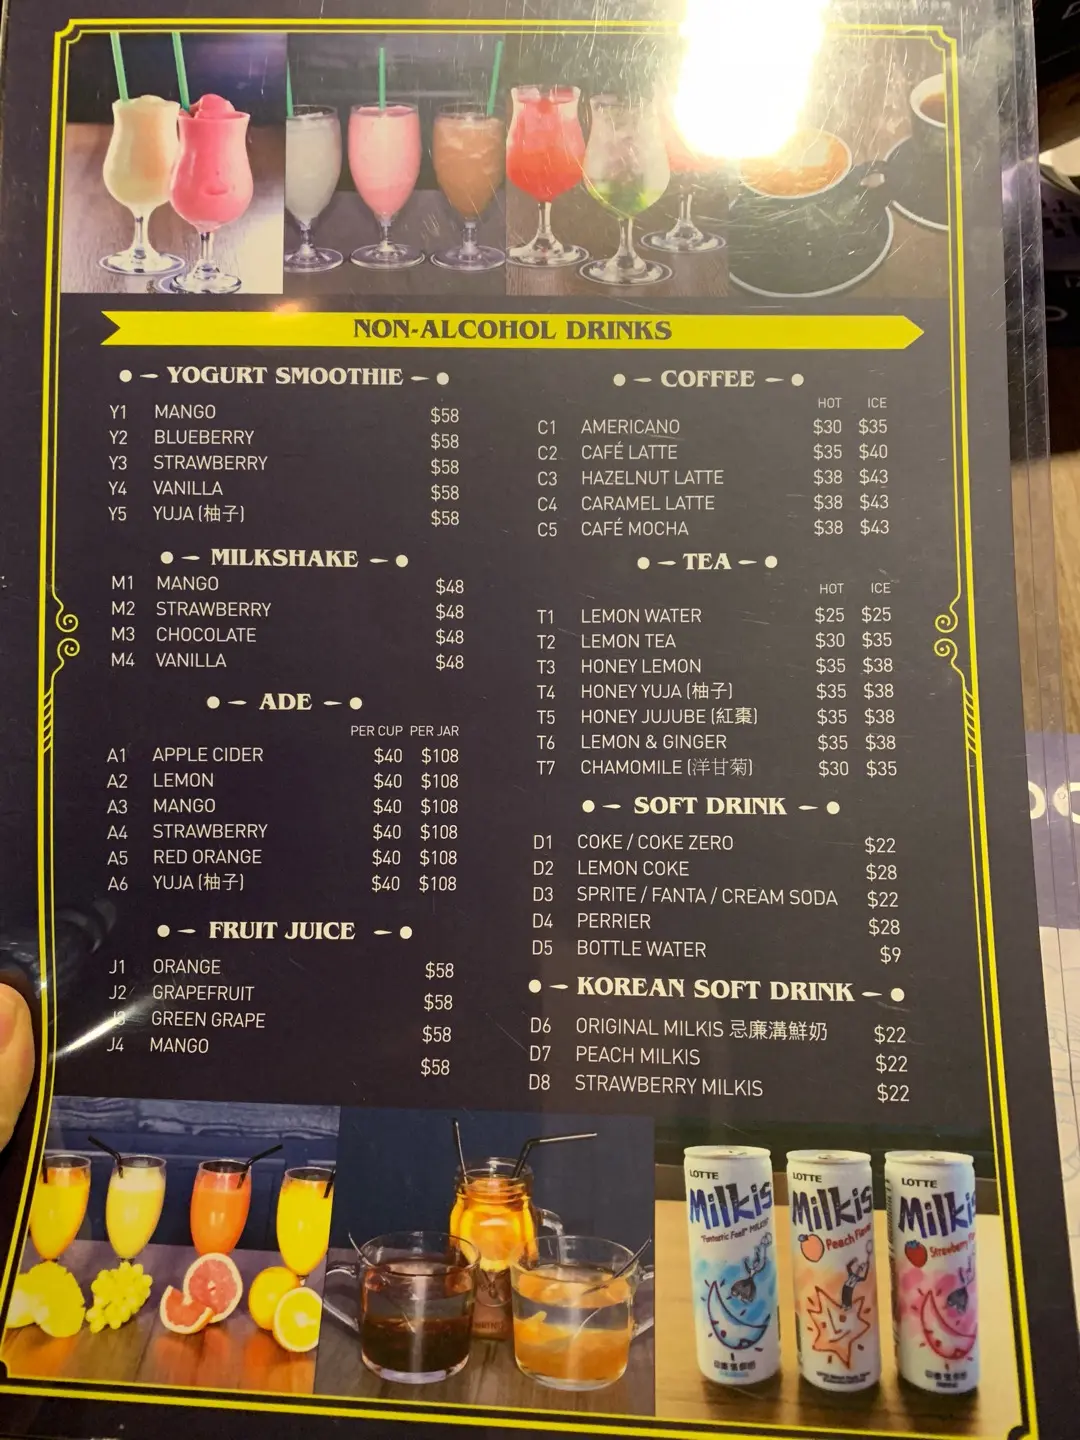 NON-ALCOHOL DRINKS
YOGURT SMOOTHIE
Y1 MANGO $58
Y2 BLUEBERRY $58
Y3 STRAWBERRY $58
Y4 VANILLA $58
Y5 YUJA (柚子) $58
MILKSHAKE
M1 MANGO $48
M2 STRAWBERRY $48
M3 CHOCOLATE $48
M4 VANILLA $48
ADE
PER CUP PER JAR
A1 APPLE CIDER $40 $108
A2 LEMON $40 $108
A3 MANGO $40 $108
A4 STRAWBERRY $40 $108
A5 RED ORANGE $40 $108
A6 YUJA (柚子) $40 $108
FRUIT JUICE
J1 ORANGE $58
J2 GRAPEFRUIT $58
J3 GREEN GRAPE $58
J4 MANGO $58
COFFEE
HOT ICE
C1 AMERICANO $30 $35
C2 CAFÉ LATTE $35 $40
C3 HAZELNUT LATTE $38 $43
C4 CARAMEL LATTE $38 $43
C5 CAFÉ MOCHA $38 $43
TEA
HOT ICE
T1 LEMON WATER $25 $25
T2 LEMON TEA $30 $35
T3 HONEY LEMON $35 $38
T4 HONEY YUJA (柚子) $35 $38
T5 HONEY JUJUBE (紅棗) $35 $38
T6 LEMON & GINGER $35 $38
T7 CHAMOMILE (洋甘菊) $30 $35
SOFT DRINK
D1 COKE / COKE ZERO $22
D2 LEMON COKE $28
D3 SPRITE / FANTA / CREAM SODA $22
D4 PERRIER $28
D5 BOTTLE WATER $9
KOREAN SOFT DRINK
D6 ORIGINAL MILKIS 忌廉溝鮮奶 $22
D7 PEACH MILKIS $22
D8 STRAWBERRY MILKIS $22
LOTTE
Milkis
"Fantastic Feel" MILKIS
LOTTE
Milkis
Peach Flavor
LOTTE
Milkis
Strawberry